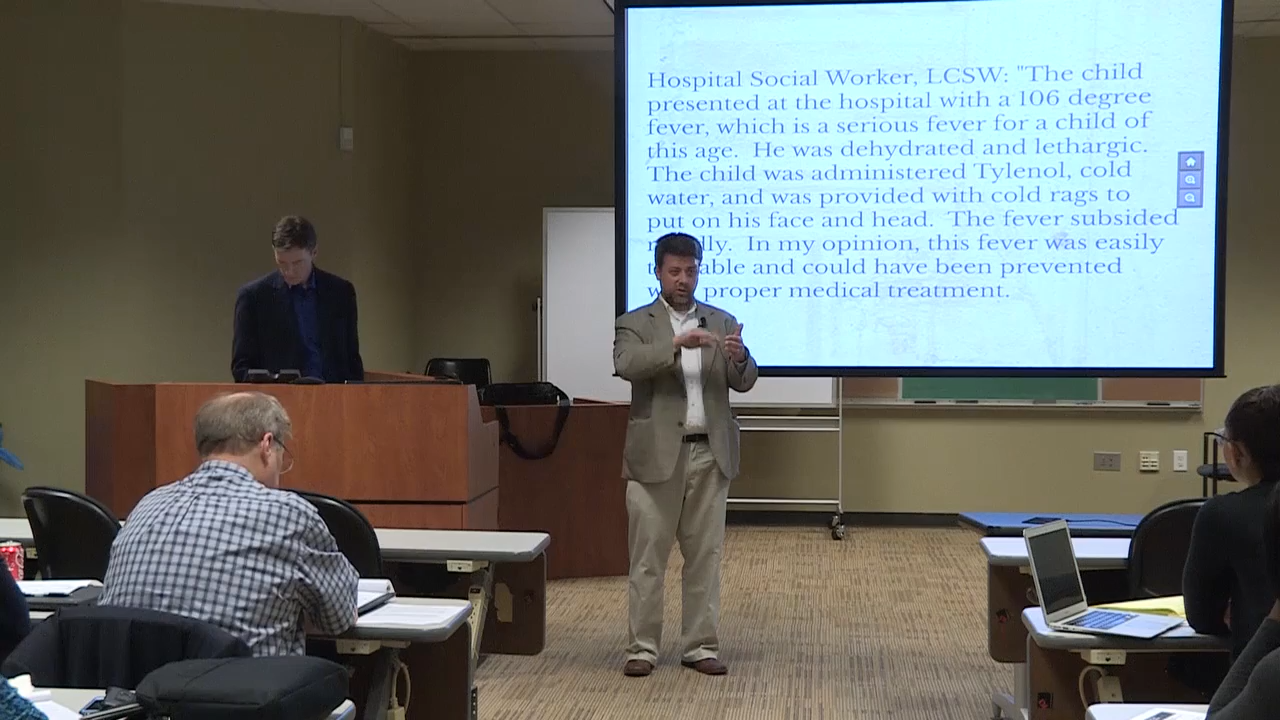 Hospital Social Worker, LCSW: "The child
presented at the hospital with a 106 degree
fever, which is a serious fever for a child of
this age. He was dehydrated and lethargic.
The child was administered Tylenol, cold
water, and was provided with cold rags to
put on his face and head. The fever subsided
In my opinion, this fever was easily
and could have been prevented
proper medical treatment.